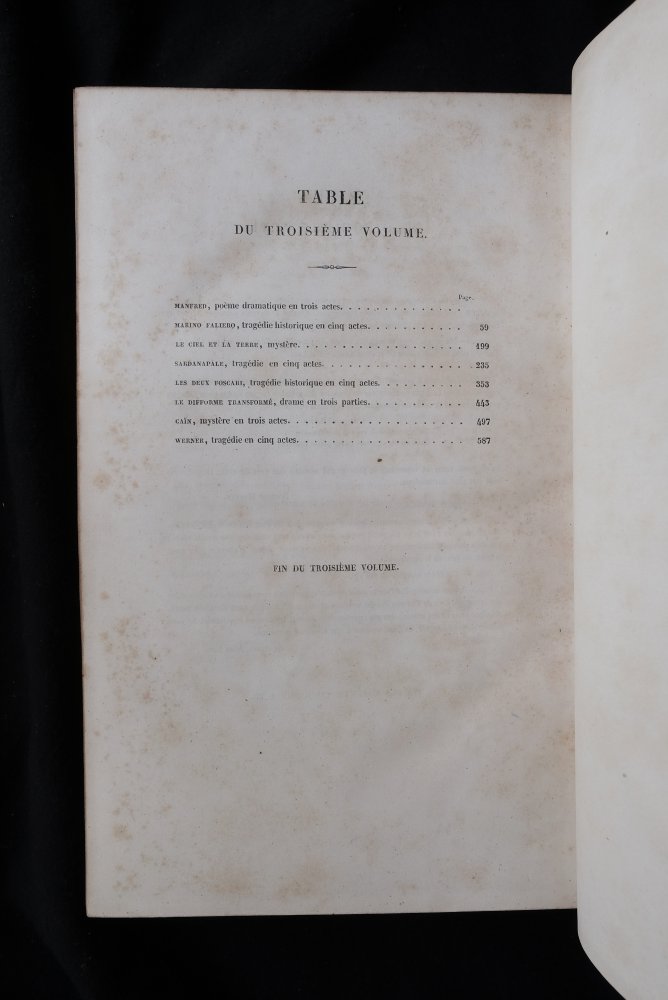 TABLE
DU TROISIÈME VOLUME.
Page.
MANFRED, poème dramatique en trois actes. . . . . . . . . . . . . .
MARINO FALIERO, tragédie historique en cinq actes. . . . . . . . . . . 59
LE CIEL ET LA TERRE, mystère. . . . . . . . . . . . . . . . . . 199
SARDANAPALE, tragédie en cinq actes. . . . . . . . . . . . . . . . 235
LES DEUX FOSCARI, tragédie historique en cinq actes. . . . . . . . . . 353
LE DIFFORME TRANSFORMÉ, drame en trois parties. . . . . . . . . . . 443
CAÏN, mystère en trois actes. . . . . . . . . . . . . . . . . . . 497
WERNER, tragédie en cinq actes. . . . . . . . . . . . . . . . . . 587
FIN DU TROISIÈME VOLUME.